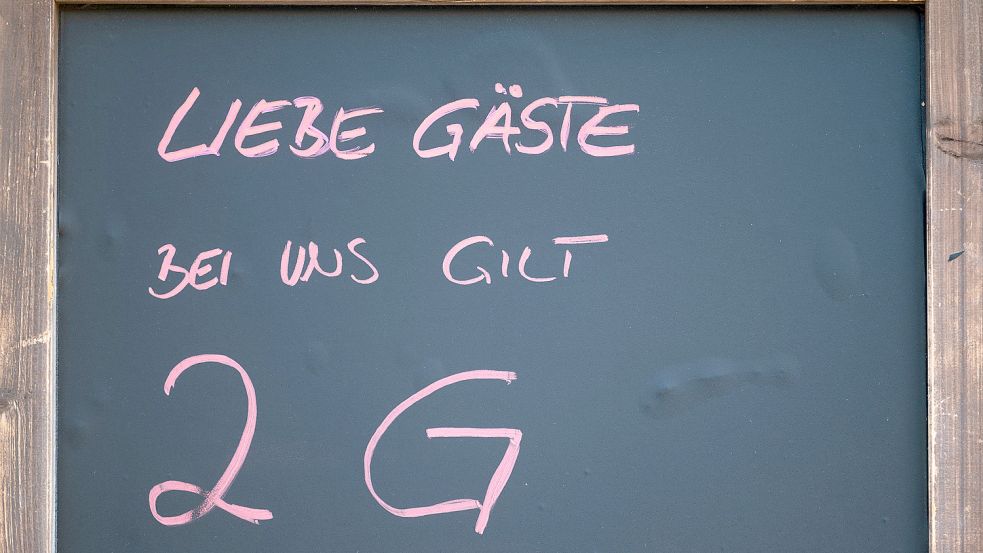 LIEBE GÄSTE
BEI UNS GILT
2 G